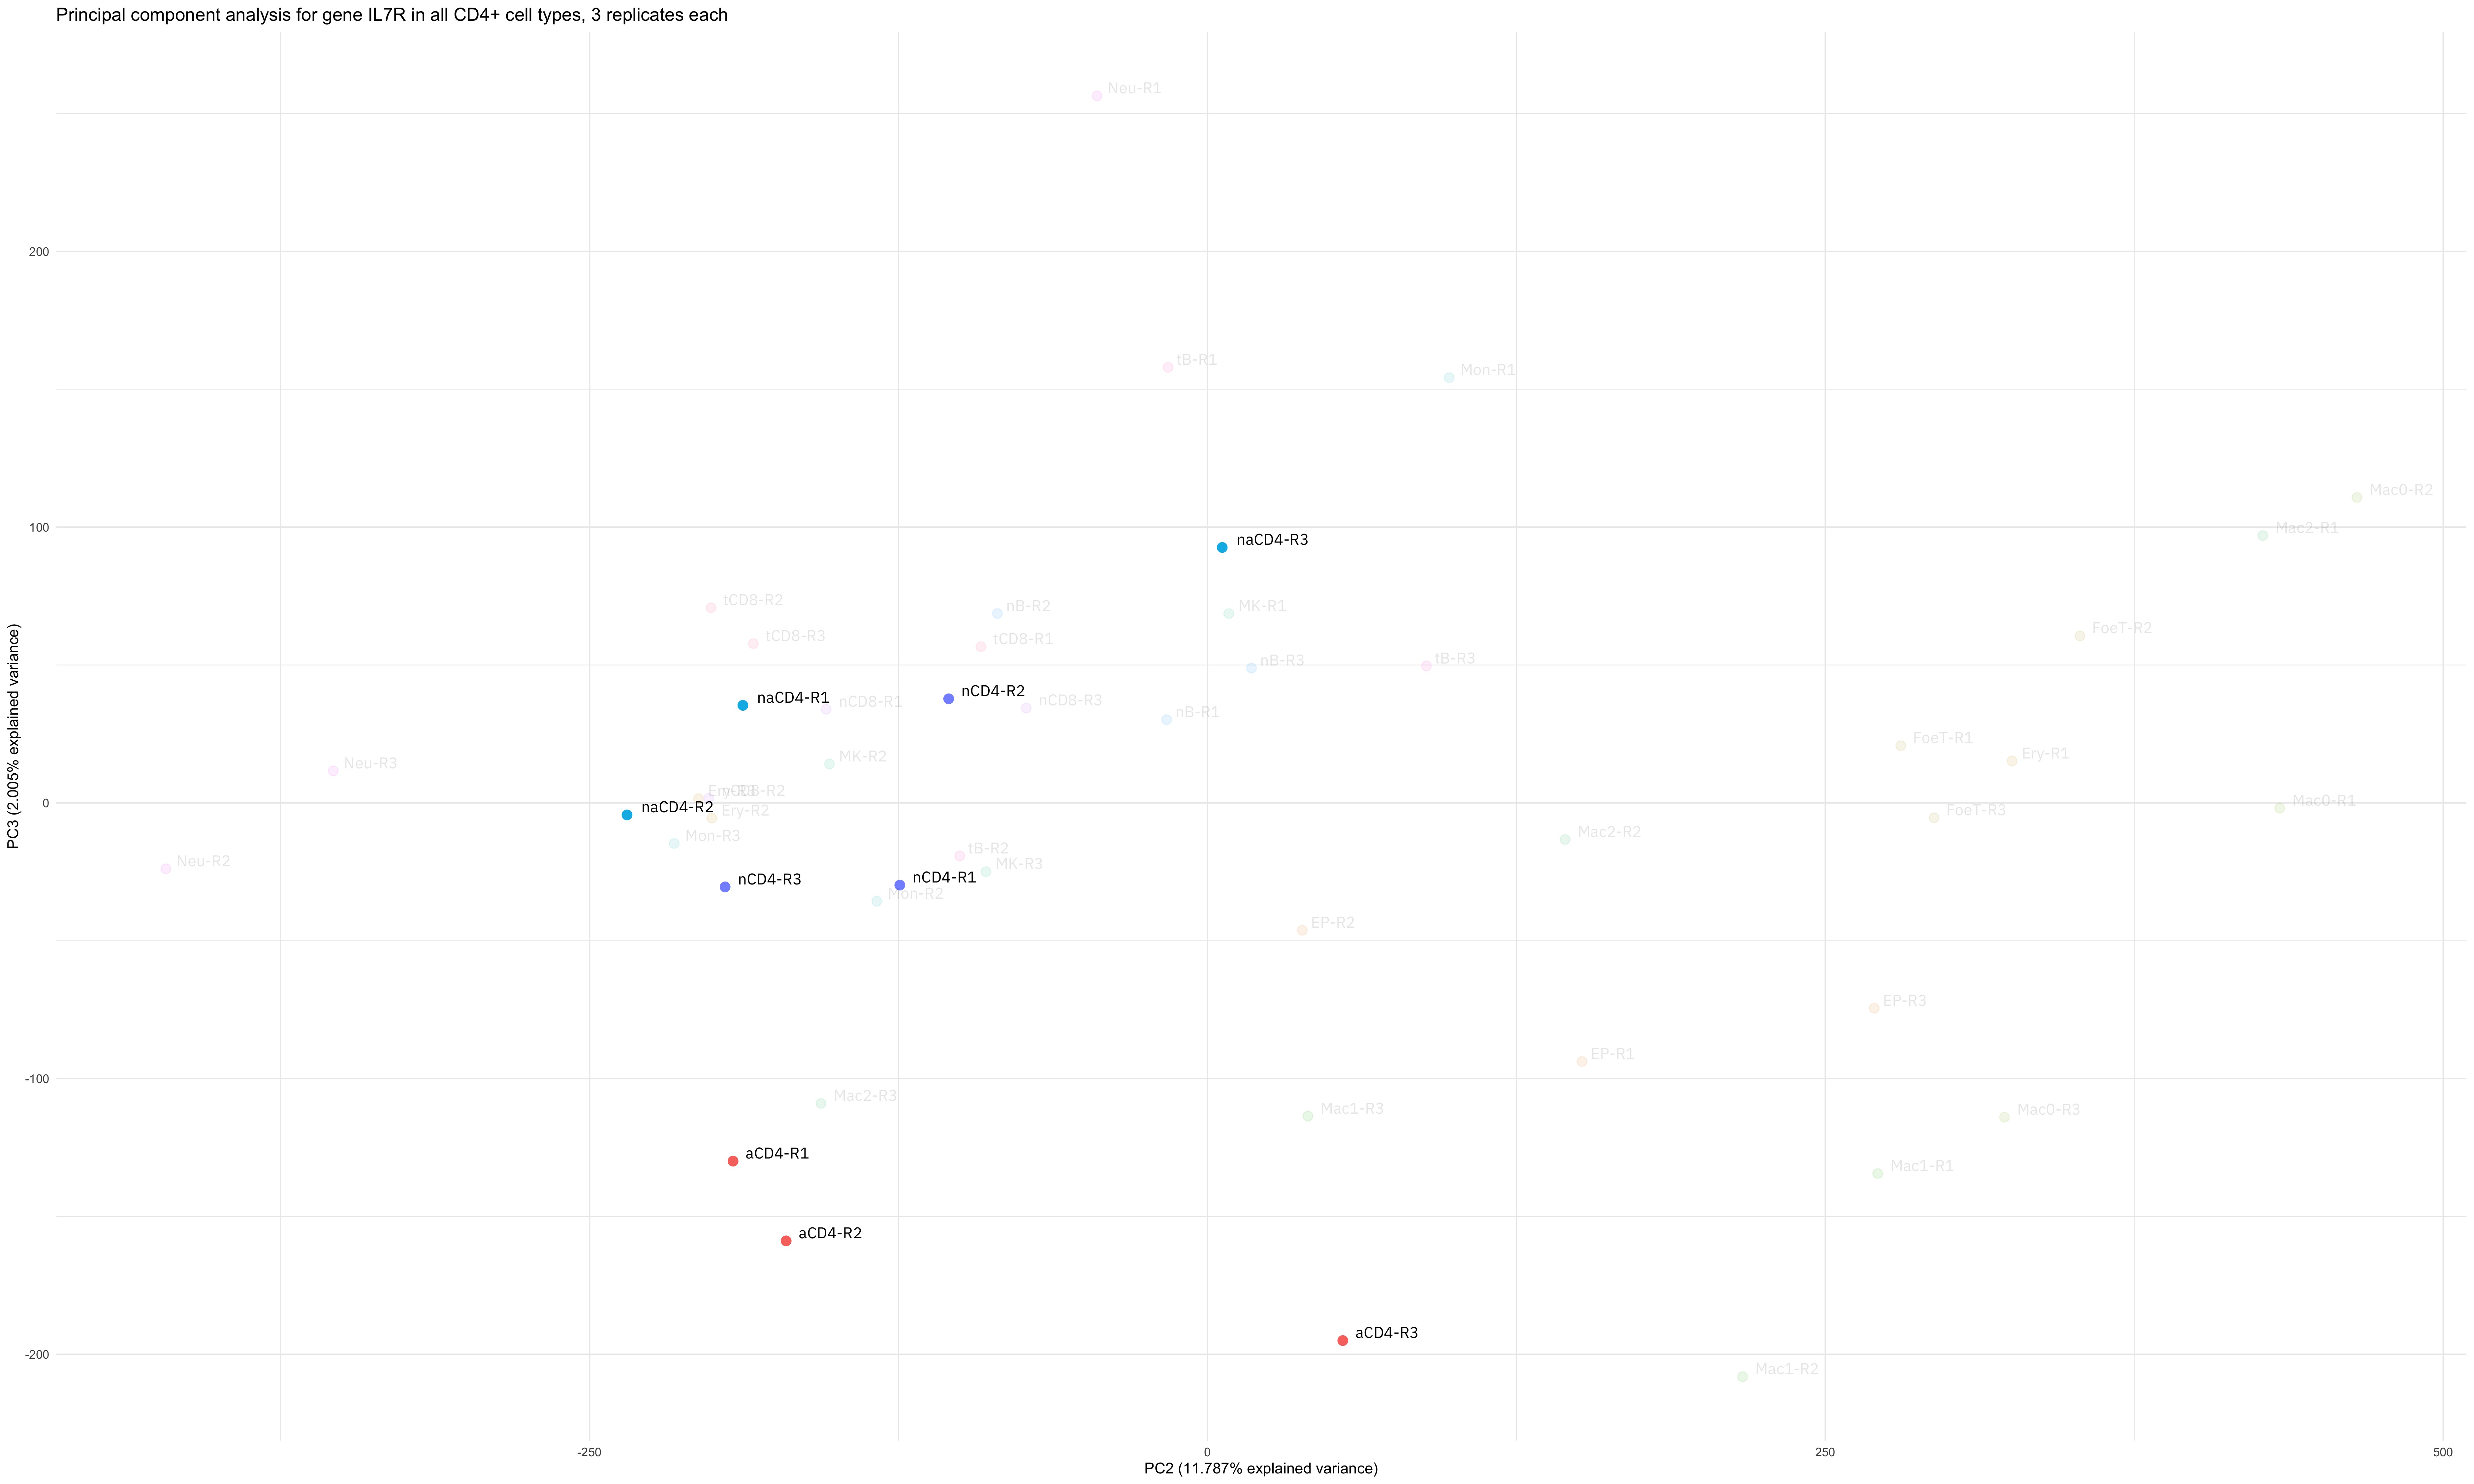 Principal component analysis for gene IL7R in all CD4+ cell types, 3 replicates each
Neu-R1
200
tB-R1
Mon-R1
Mac0-R2
100
Mac2-R1
naCD4-R3
tCD8-R2
nB-R2
MK-R1
FoeT-R2
tCD8-R3
tCD8-R1
nB-R3
tB-R3
naCD4-R1
nCD8-R1
nCD4-R2
nCD8-R3
nB-R1
FoeT-R1
Ery-R1
MK-R2
Neu-R3
Ery-R3
nCD8-R2
0
naCD4-R2
Ery-R2
Mac0-R1
FoeT-R3
Mon-R3
Mac2-R2
tB-R2
Neu-R2
MK-R3
nCD4-R3
nCD4-R1
Mon-R2
EP-R2
EP-R3
EP-R1
-100
Mac2-R3
Mac1-R3
Mac0-R3
aCD4-R1
Mac1-R1
aCD4-R2
aCD4-R3
-200
Mac1-R2
PC3 (2.005% explained variance)
-250
0
250
500
PC2 (11.787% explained variance)